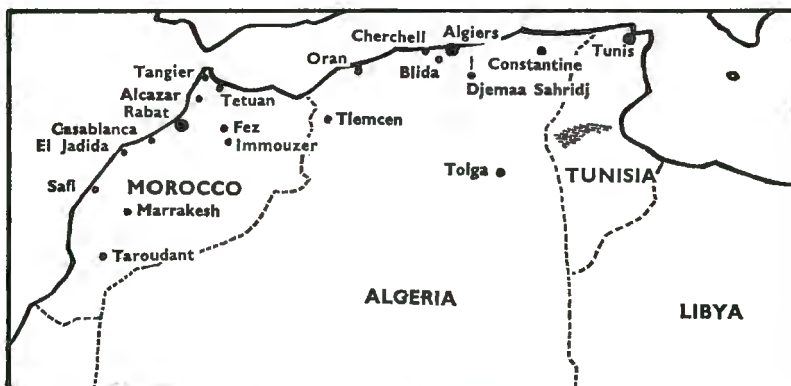 Cherchell Algiers
Oran
Tunis
Tangier
Blida
Constantine
Djemaa Sahridj
Alcazar
Tetuan
Rabat
Casablanca
Fez
Tlemcen
El Jadida
Immouzer
Safi
MOROCCO
Tolga
TUNISIA
Marrakesh
Taroudant
ALGERIA
LIBYA